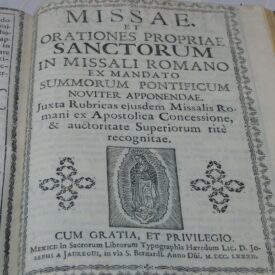 MISSAE,
ET
ORATIONES PROPRIAE
SANCTORUM
IN MISSALI ROMANO
EX MANDATO
SUMMORUM PONTIFICUM
NOVITER APPONENDAE.
Juxta Rubricas ejusdem Missalis Ro-
mani ex Apostolica Concessione,
& auctoritate Superiorum ritè
recognitae.
CUM GRATIA, ET PRIVILEGIO.
MEXICI in Sacrorum Librorum Typographia Haeredum Lic. D. Jo-
SEPHI à JAUREGUI, in via S. Bernardi. Anno Dñi.